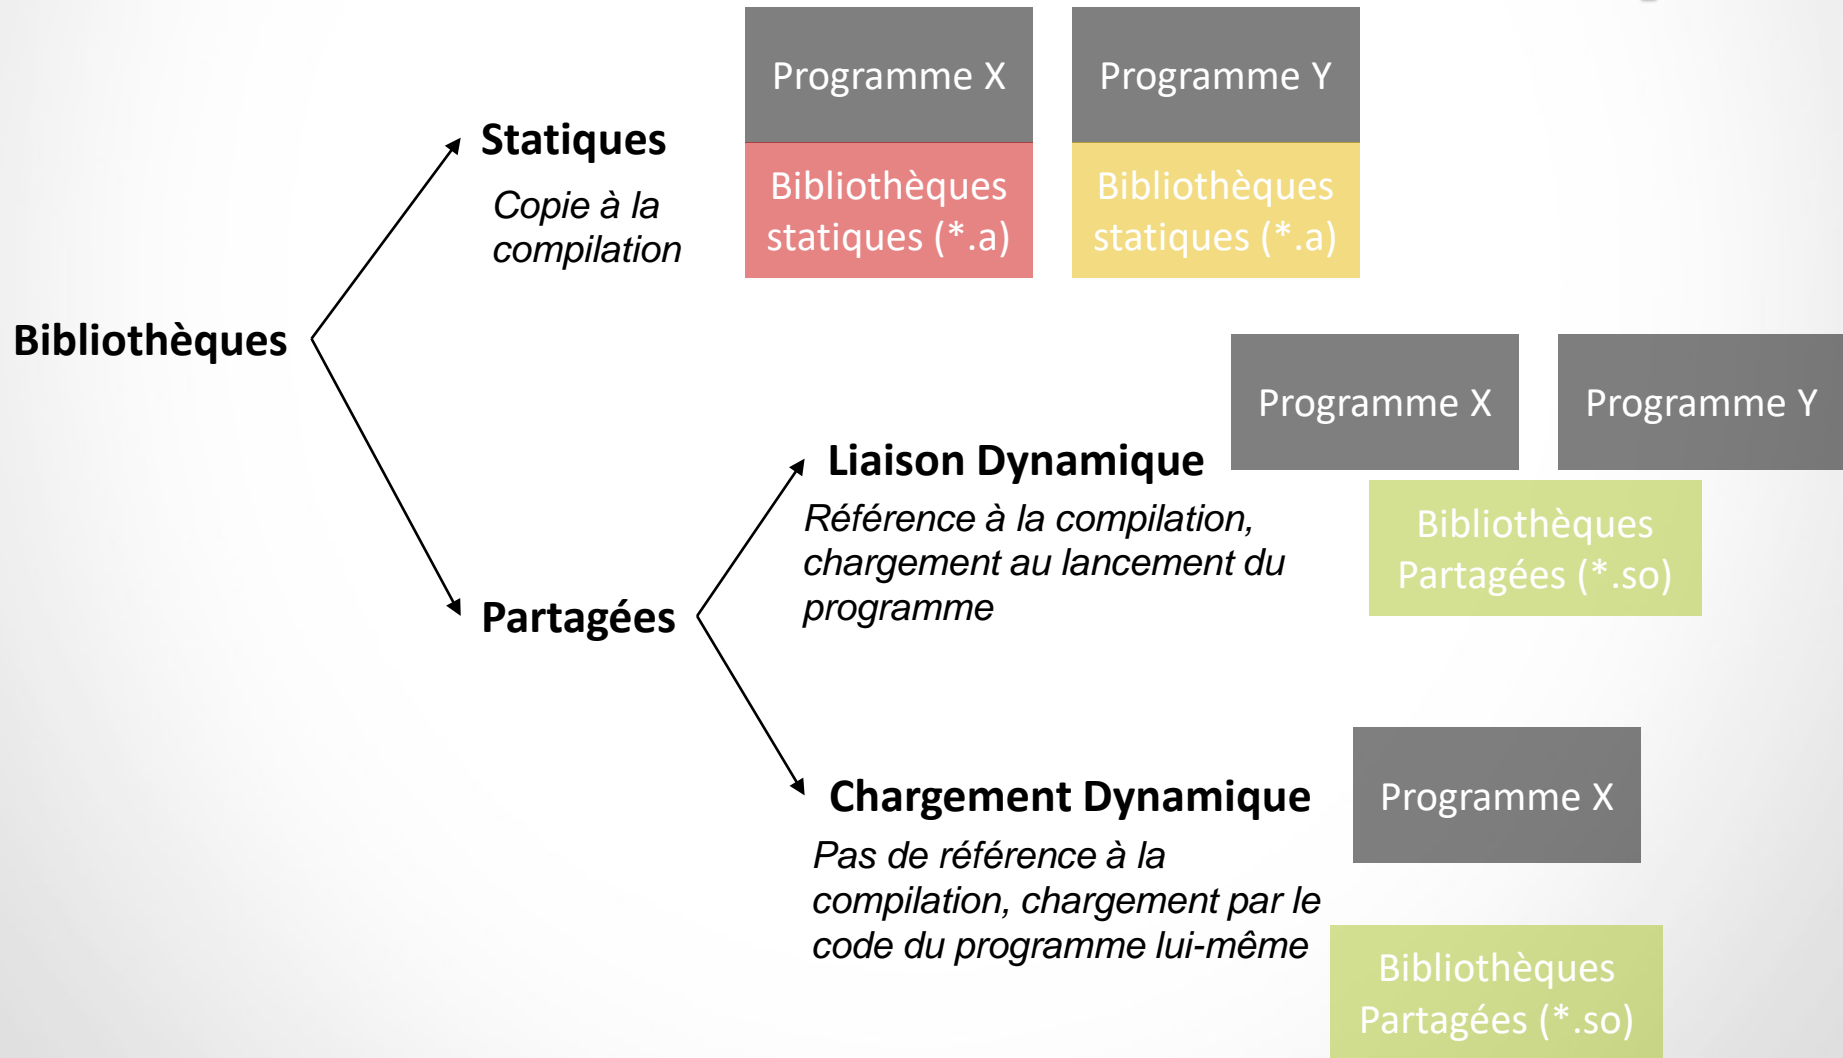 Programme X
Programme Y
Statiques
Copie à la
compilation
Bibliothèques
statiques (*.a)
Bibliothèques
statiques (*.a)
Bibliothèques
Programme X
Programme Y
Liaison Dynamique
Référence à la compilation,
chargement au lancement du
programme
Bibliothèques
Partagées (*.so)
Partagées
Chargement Dynamique
Pas de référence à la
compilation, chargement par le
code du programme lui-même
Programme X
Bibliothèques
Partagées (*.so)